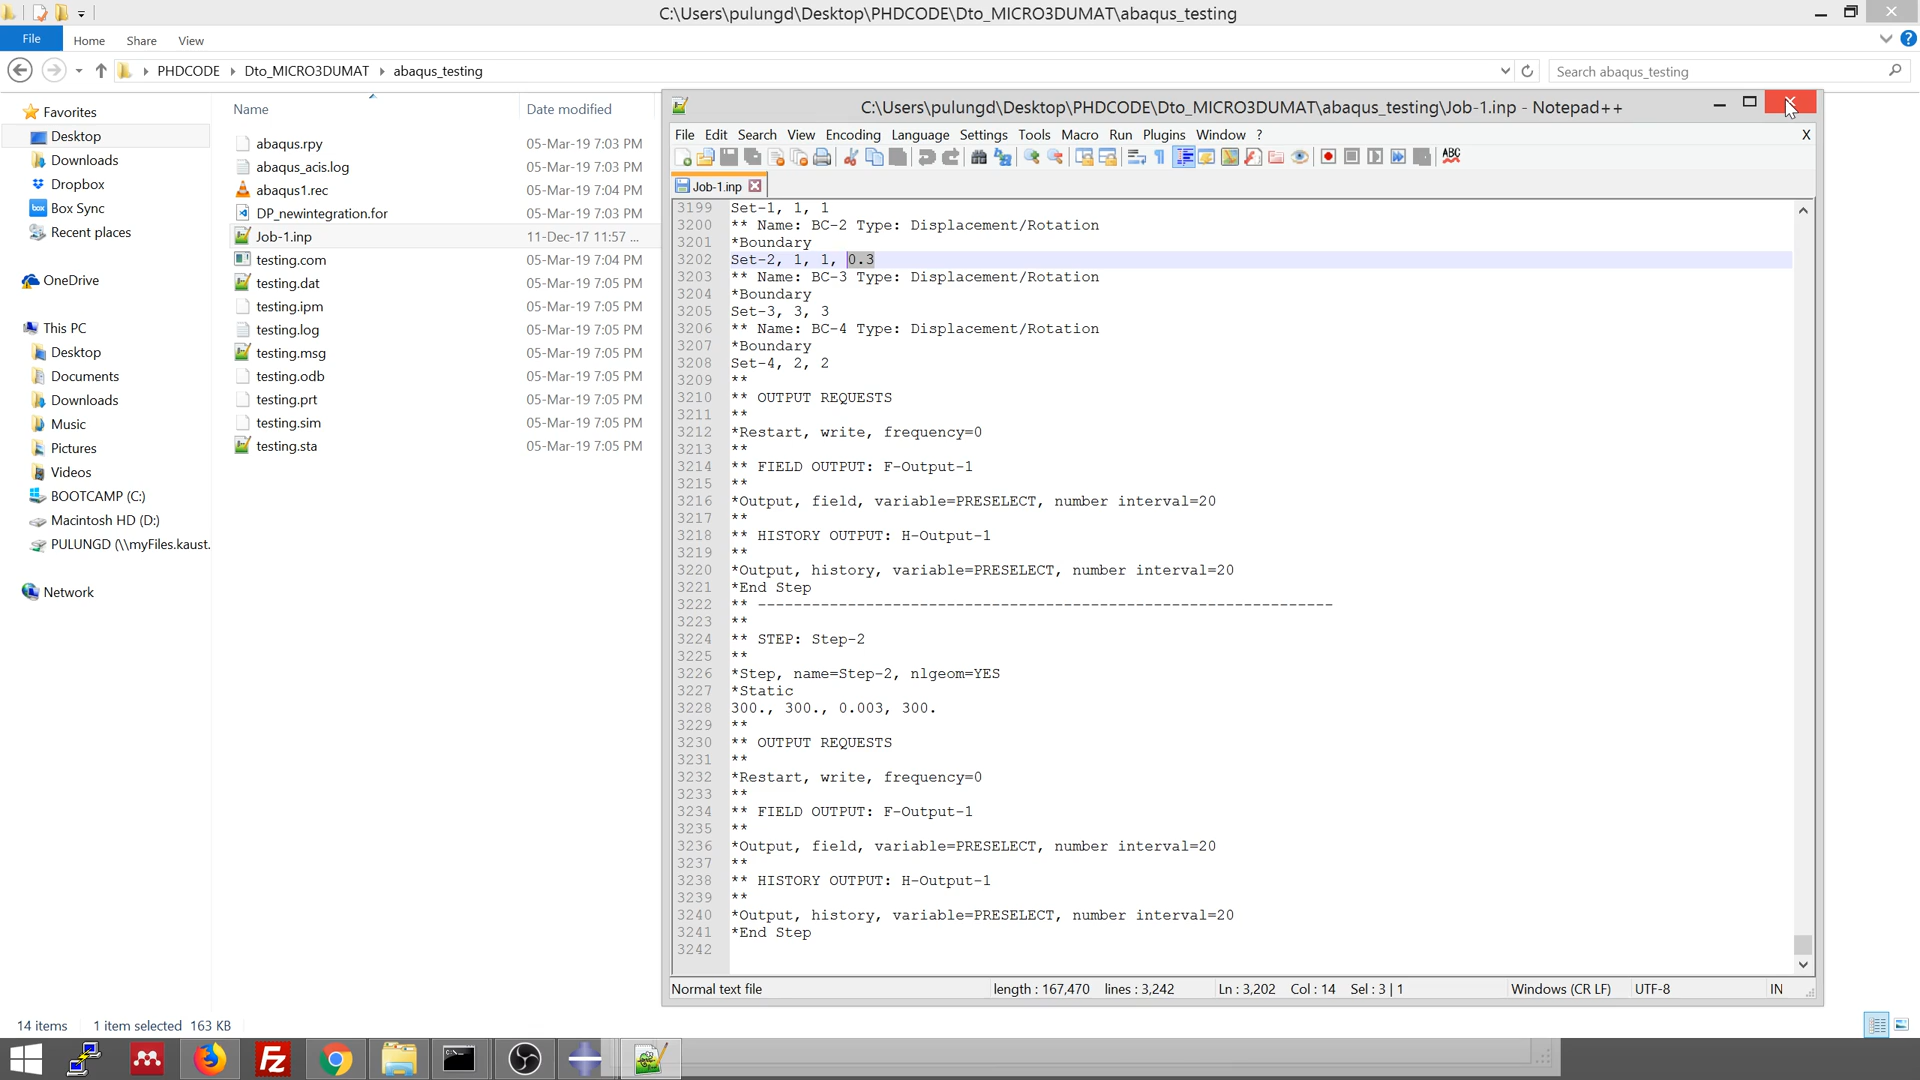 C:\Users\pulungd\Desktop\PHDCODE\Dto_MICRO3DUMAT\abaqus_testing
File Home Share View
PHDCODE Dto_MICRO3DUMAT abaqus_testing
Search abaqus_testing
Favorites
Desktop
Downloads
Dropbox
Box Sync
Recent places
OneDrive
This PC
Desktop
Documents
Downloads
Music
Pictures
Videos
BOOTCAMP (C:)
Macintosh HD (D:)
PULUNGD (\\myFiles.kaust.
Network
Name Date modified
abaqus.rpy 05-Mar-19 7:03 PM
abaqus_acis.log 05-Mar-19 7:03 PM
abaqus1.rec 05-Mar-19 7:04 PM
DP_newintegration.for 05-Mar-19 7:03 PM
Job-1.inp 11-Dec-17 11:57 ...
testing.com 05-Mar-19 7:04 PM
testing.dat 05-Mar-19 7:05 PM
testing.ipm 05-Mar-19 7:05 PM
testing.log 05-Mar-19 7:05 PM
testing.msg 05-Mar-19 7:05 PM
testing.odb 05-Mar-19 7:05 PM
testing.prt 05-Mar-19 7:05 PM
testing.sim 05-Mar-19 7:05 PM
testing.sta 05-Mar-19 7:05 PM
C:\Users\pulungd\Desktop\PHDCODE\Dto_MICRO3DUMAT\abaqus_testing\Job-1.inp - Notepad++
File Edit Search View Encoding Language Settings Tools Macro Run Plugins Window ? X
ABC
Job-1.inp
3199 Set-1, 1, 1
3200 ** Name: BC-2 Type: Displacement/Rotation
3201 *Boundary
3202 Set-2, 1, 1, 0.3
3203 ** Name: BC-3 Type: Displacement/Rotation
3204 *Boundary
3205 Set-3, 3, 3
3206 ** Name: BC-4 Type: Displacement/Rotation
3207 *Boundary
3208 Set-4, 2, 2
3209 **
3210 ** OUTPUT REQUESTS
3211 **
3212 *Restart, write, frequency=0
3213 **
3214 ** FIELD OUTPUT: F-Output-1
3215 **
3216 *Output, field, variable=PRESELECT, number interval=20
3217 **
3218 ** HISTORY OUTPUT: H-Output-1
3219 **
3220 *Output, history, variable=PRESELECT, number interval=20
3221 *End Step
3222 ** ----------------------------------------------------------------
3223 **
3224 ** STEP: Step-2
3225 **
3226 *Step, name=Step-2, nlgeom=YES
3227 *Static
3228 300., 300., 0.003, 300.
3229 **
3230 ** OUTPUT REQUESTS
3231 **
3232 *Restart, write, frequency=0
3233 **
3234 ** FIELD OUTPUT: F-Output-1
3235 **
3236 *Output, field, variable=PRESELECT, number interval=20
3237 **
3238 ** HISTORY OUTPUT: H-Output-1
3239 **
3240 *Output, history, variable=PRESELECT, number interval=20
3241 *End Step
3242
Normal text file length : 167,470 lines : 3,242 Ln : 3,202 Col : 14 Sel : 3 | 1 Windows (CR LF) UTF-8 IN
14 items 1 item selected 163 KB